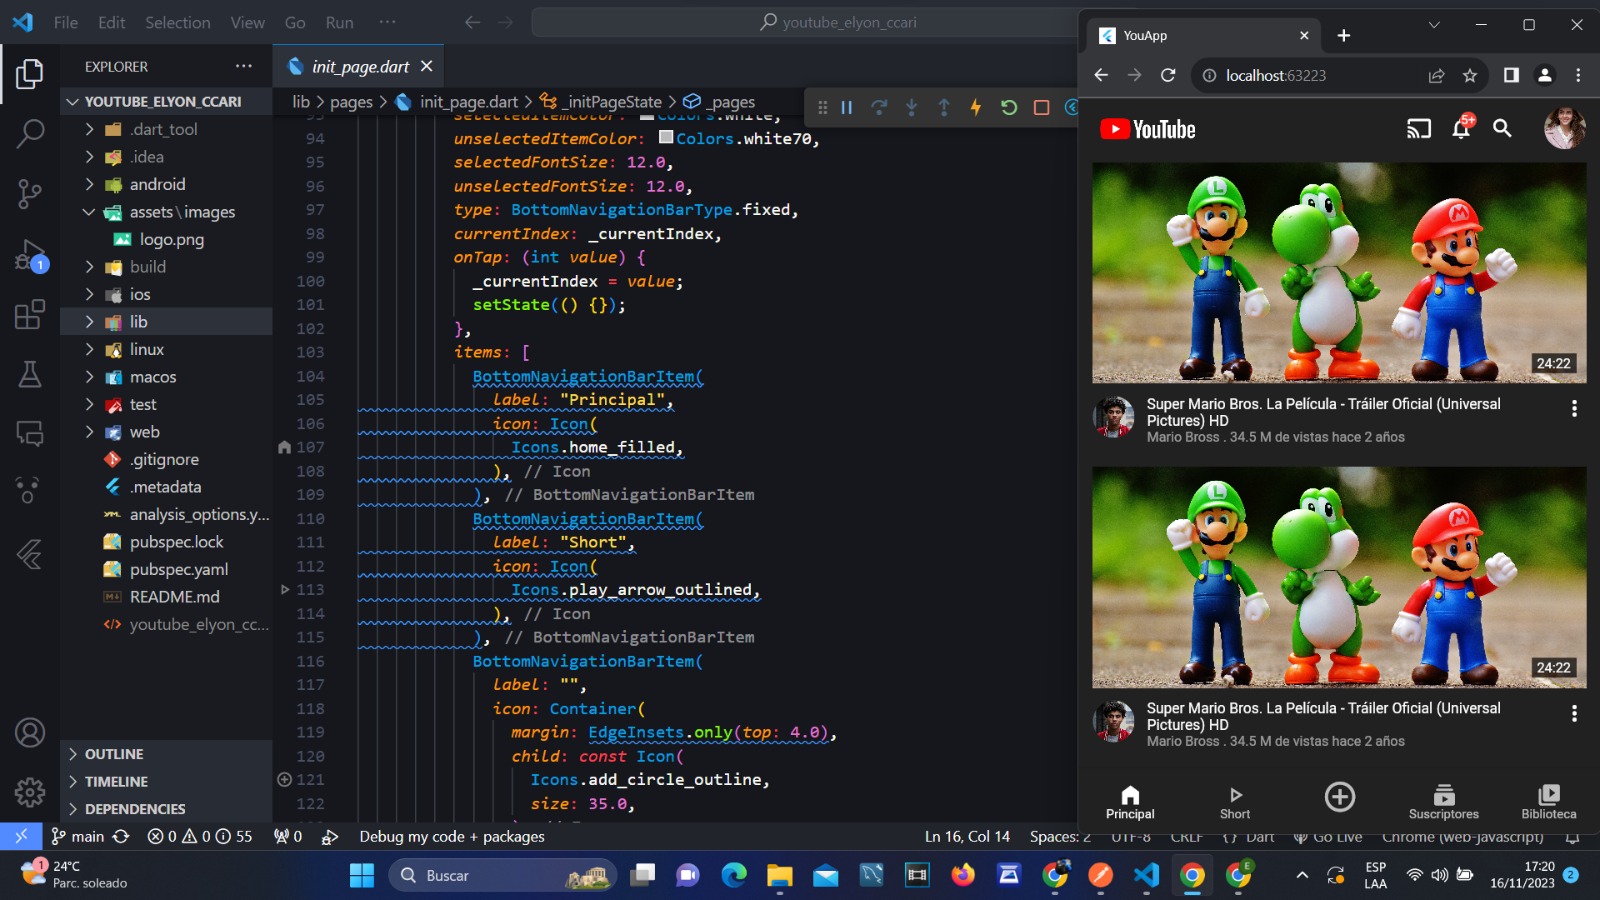 File Edit Selection View Go Run ··· youtube_elyon_ccari
EXPLORER ···
YOUTUBE_ELYON_CCARI
.dart_tool
.idea
android
assets\images
logo.png
build
ios
lib
linux
macos
test
web
.gitignore
.metadata
analysis_options.y...
pubspec.lock
pubspec.yaml
README.md
youtube_elyon_cc...
OUTLINE
TIMELINE
DEPENDENCIES
init_page.dart
lib > pages > init_page.dart > _initPageState > _pages
93 selectedItemColor: Colors.white,
94 unselectedItemColor: Colors.white70,
95 selectedFontSize: 12.0,
96 unselectedFontSize: 12.0,
97 type: BottomNavigationBarType.fixed,
98 currentIndex: _currentIndex,
99 onTap: (int value) {
100 _currentIndex = value;
101 setState(() {});
102 },
103 items: [
104 BottomNavigationBarItem(
105 label: "Principal",
106 icon: Icon(
107 Icons.home_filled,
108 ), // Icon
109 ), // BottomNavigationBarItem
110 BottomNavigationBarItem(
111 label: "Short",
112 icon: Icon(
113 Icons.play_arrow_outlined,
114 ), // Icon
115 ), // BottomNavigationBarItem
116 BottomNavigationBarItem(
117 label: "",
118 icon: Container(
119 margin: EdgeInsets.only(top: 4.0),
120 child: const Icon(
121 Icons.add_circle_outline,
122 size: 35.0,
YouApp
localhost:63223
YouTube 5+
L M
24:22
Super Mario Bros. La Película - Tráiler Oficial (Universal
Pictures) HD
Mario Bross . 34.5 M de vistas hace 2 años
L M
24:22
Super Mario Bros. La Película - Tráiler Oficial (Universal
Pictures) HD
Mario Bross . 34.5 M de vistas hace 2 años
Principal Short Suscriptores Biblioteca
1
main 0 0 55 0 Debug my code + packages Ln 16, Col 14 Spaces: 2 UTF-8 CRLF { } Dart Go Live Chrome (web-javascript)
1 24°C
Parc. soleado
Buscar
E
ESP
LAA
17:20
16/11/2023
2